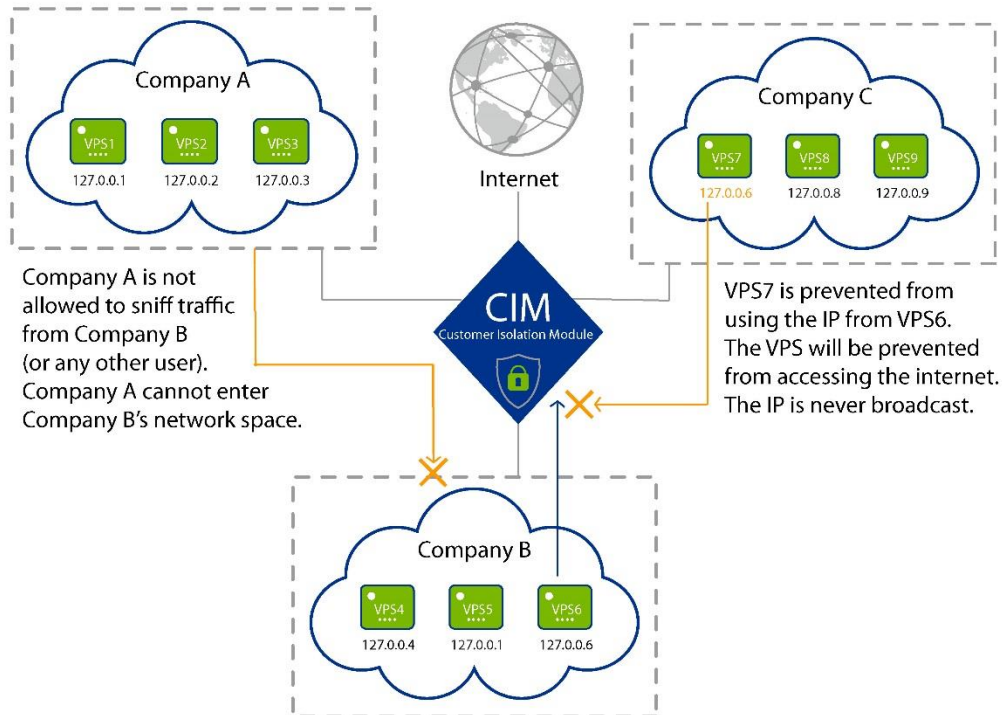 Company A
VPS1 VPS2 VPS3
127.0.0.1 127.0.0.2 127.0.0.3
Internet
Company C
VPS7 VPS8 VPS9
127.0.0.6 127.0.0.8 127.0.0.9
Company A is not
allowed to sniff traffic
from Company B
(or any other user).
Company A cannot enter
Company B’s network space.
CIM
Customer Isolation Module
VPS7 is prevented from
using the IP from VPS6.
The VPS will be prevented
from accessing the internet.
The IP is never broadcast.
Company B
VPS4 VPS5 VPS6
127.0.0.4 127.0.0.1 127.0.0.6